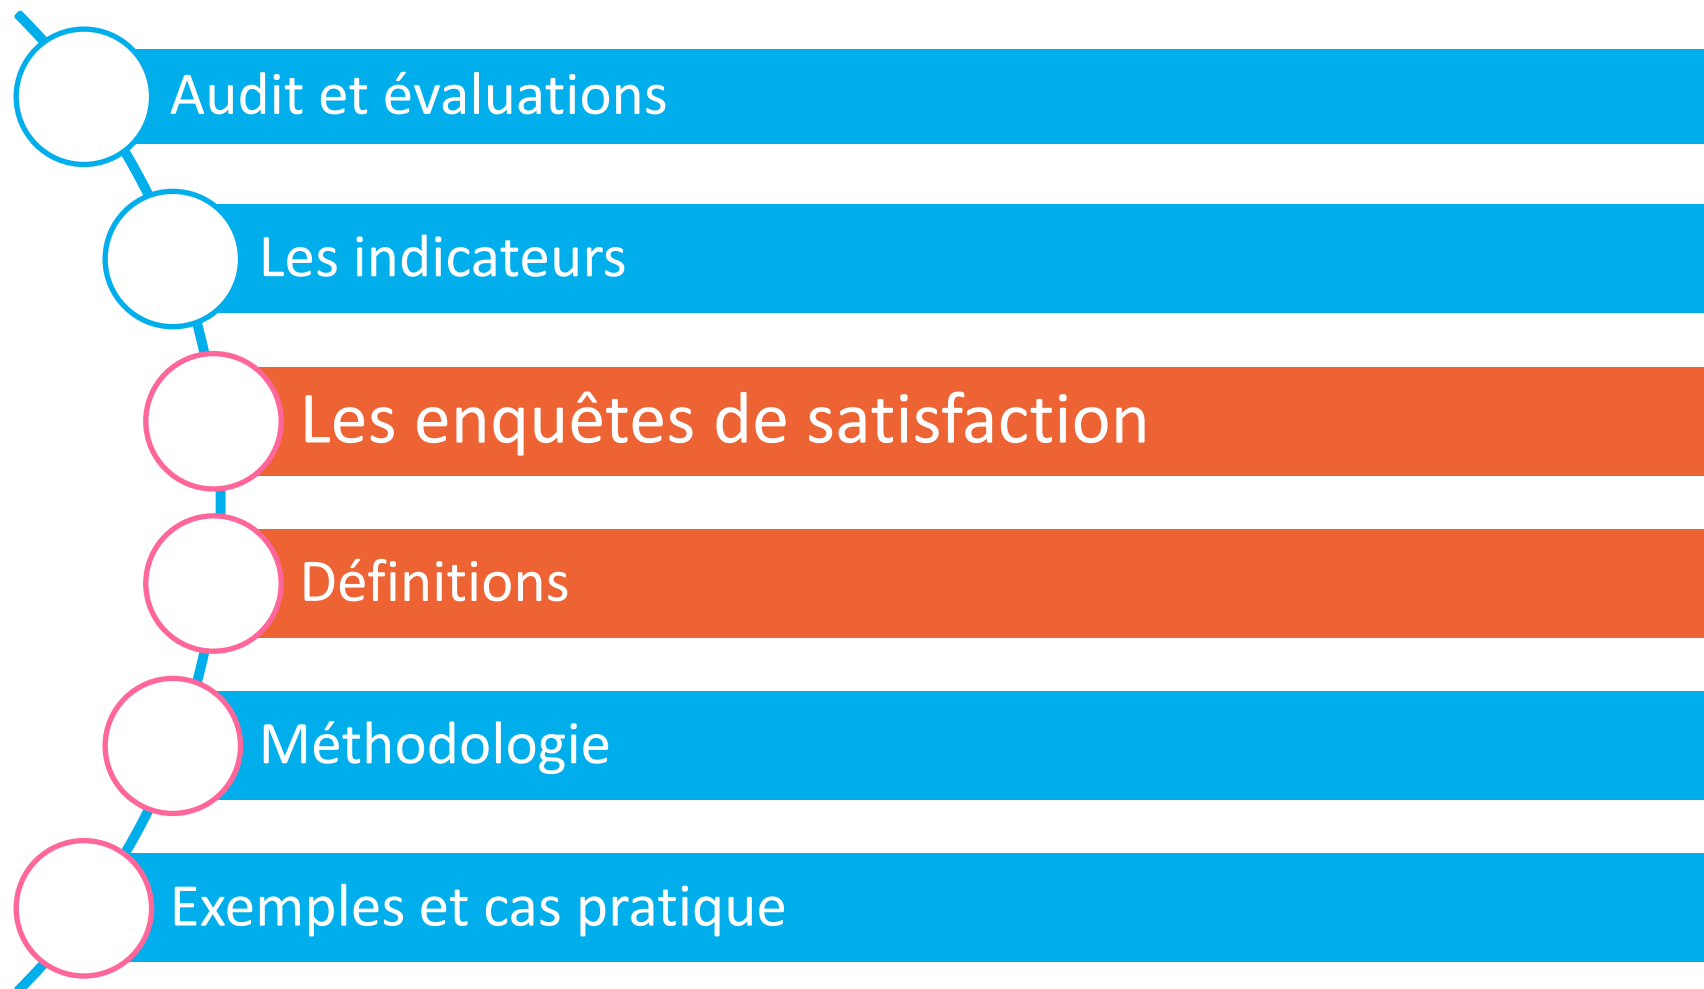 Audit et évaluations
Les indicateurs
Les enquêtes de satisfaction
Définitions
Méthodologie
Exemples et cas pratique